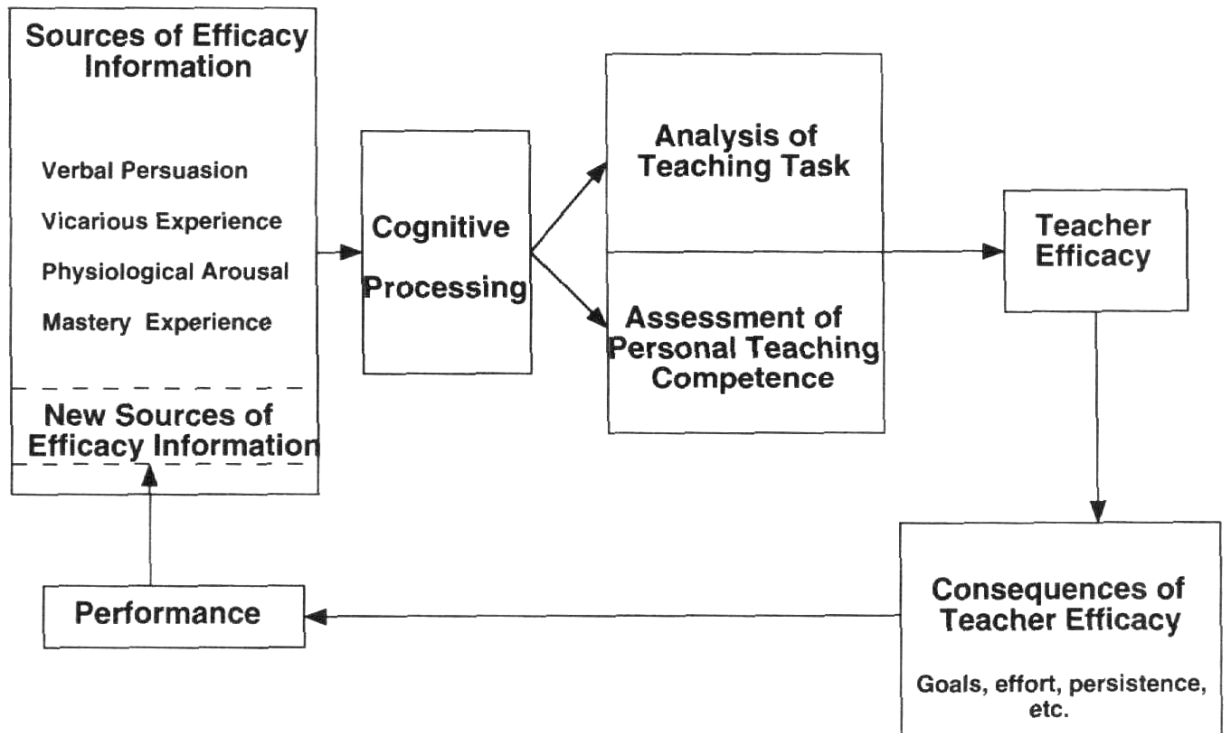 Sources of Efficacy
Information
Verbal Persuasion
Vicarious Experience
Physiological Arousal
Mastery Experience
New Sources of
Efficacy Information
Cognitive
Processing
Analysis of
Teaching Task
Assessment of
Personal Teaching
Competence
Teacher
Efficacy
Consequences of
Teacher Efficacy
Goals, effort, persistence,
etc.
Performance